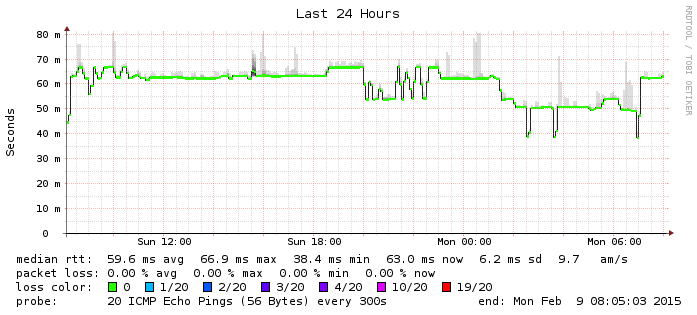 Last 24 Hours
RRDTOOL / TOBI OETIKER
Seconds
80 m
70 m
60 m
50 m
40 m
30 m
20 m
10 m
0
Sun 12:00 Sun 18:00 Mon 00:00 Mon 06:00
median rtt: 59.6 ms avg 66.9 ms max 38.4 ms min 63.0 ms now 6.2 ms sd 9.7 am/s
packet loss: 0.00 % avg 0.00 % max 0.00 % min 0.00 % now
loss color: 0 1/20 2/20 3/20 4/20 10/20 19/20
probe: 20 ICMP Echo Pings (56 Bytes) every 300s end: Mon Feb 9 08:05:03 2015